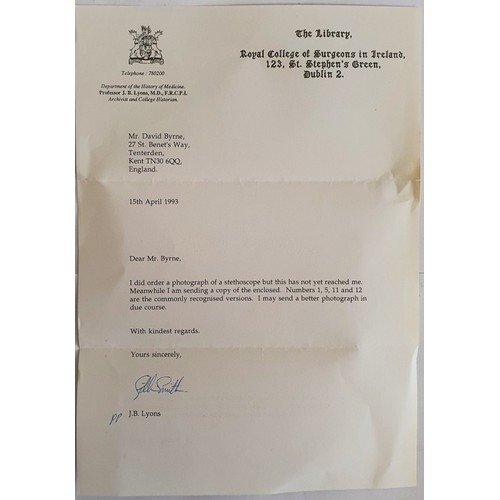 The Library,
Royal College of Surgeons in Ireland,
123, St. Stephen's Green,
Dublin 2.
Telephone : 780200
Department of the History of Medicine.
Professor J. B. Lyons, M.D., F.R.C.P.I.
Archivist and College Historian.
Mr. David Byrne,
27 St. Benet's Way,
Tenterden,
Kent TN30 6QQ,
England.
15th April 1993
Dear Mr. Byrne,
I did order a photograph of a stethoscope but this has not yet reached me.
Meanwhile I am sending a copy of the enclosed. Numbers 1, 5, 11 and 12
are the commonly recognised versions. I may send a better photograph in
due course.
With kindest regards.
Yours sincerely,
Smith
pp J.B. Lyons